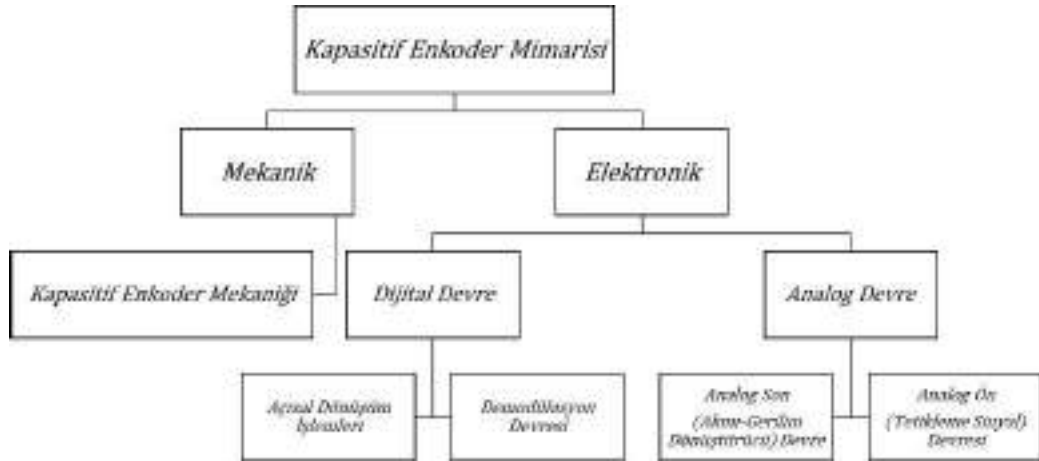 Kapasitif Enkoder Mimarisi
Mekanik
Elektronik
Kapasitif Enkoder Mekaniği
Dijital Devre
Analog Devre
Açısal Dönüşüm
İşlemleri
Demodülasyon
Devresi
Analog Son
(Akım-Gerilim
Dönüştürücü) Devre
Analog Ön
(Tetikleme Sinyal)
Devresi